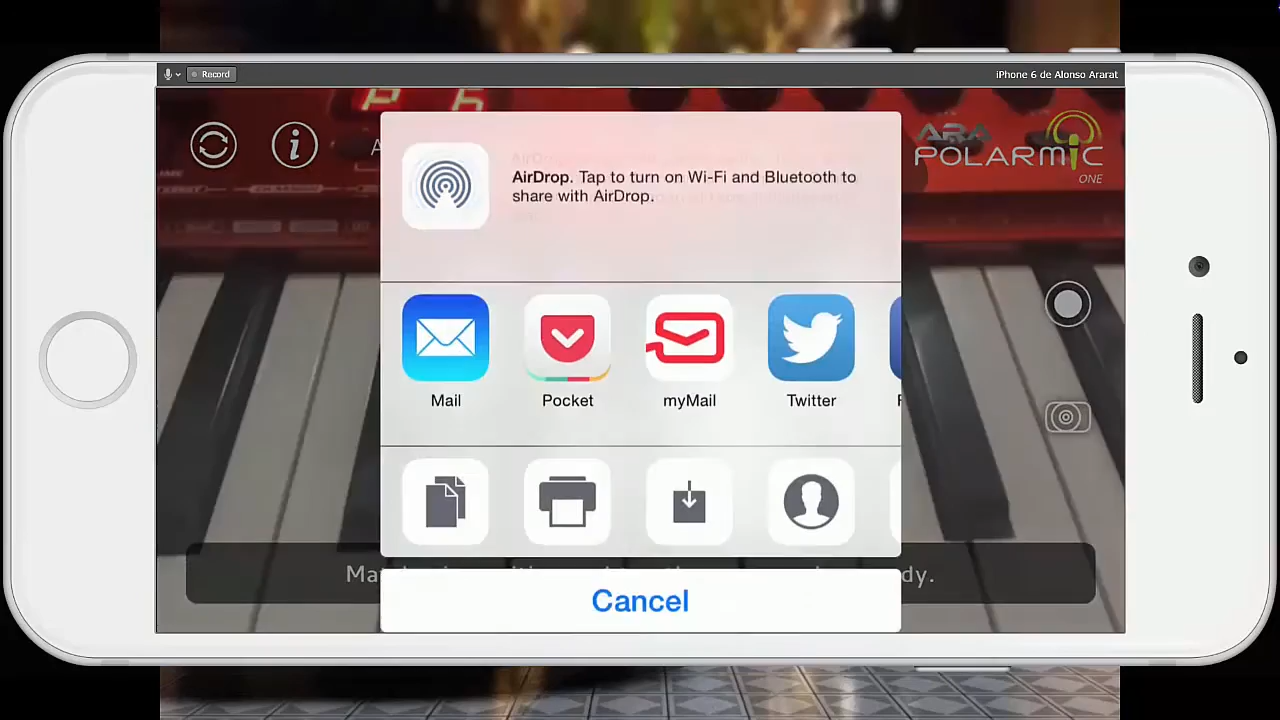 Record
iPhone 6 de Alonso Ararat
ARA
POLARMIC
ONE
AirDrop. Tap to turn on Wi-Fi and Bluetooth to
share with AirDrop.
Mail
Pocket
myMail
Twitter
Cancel